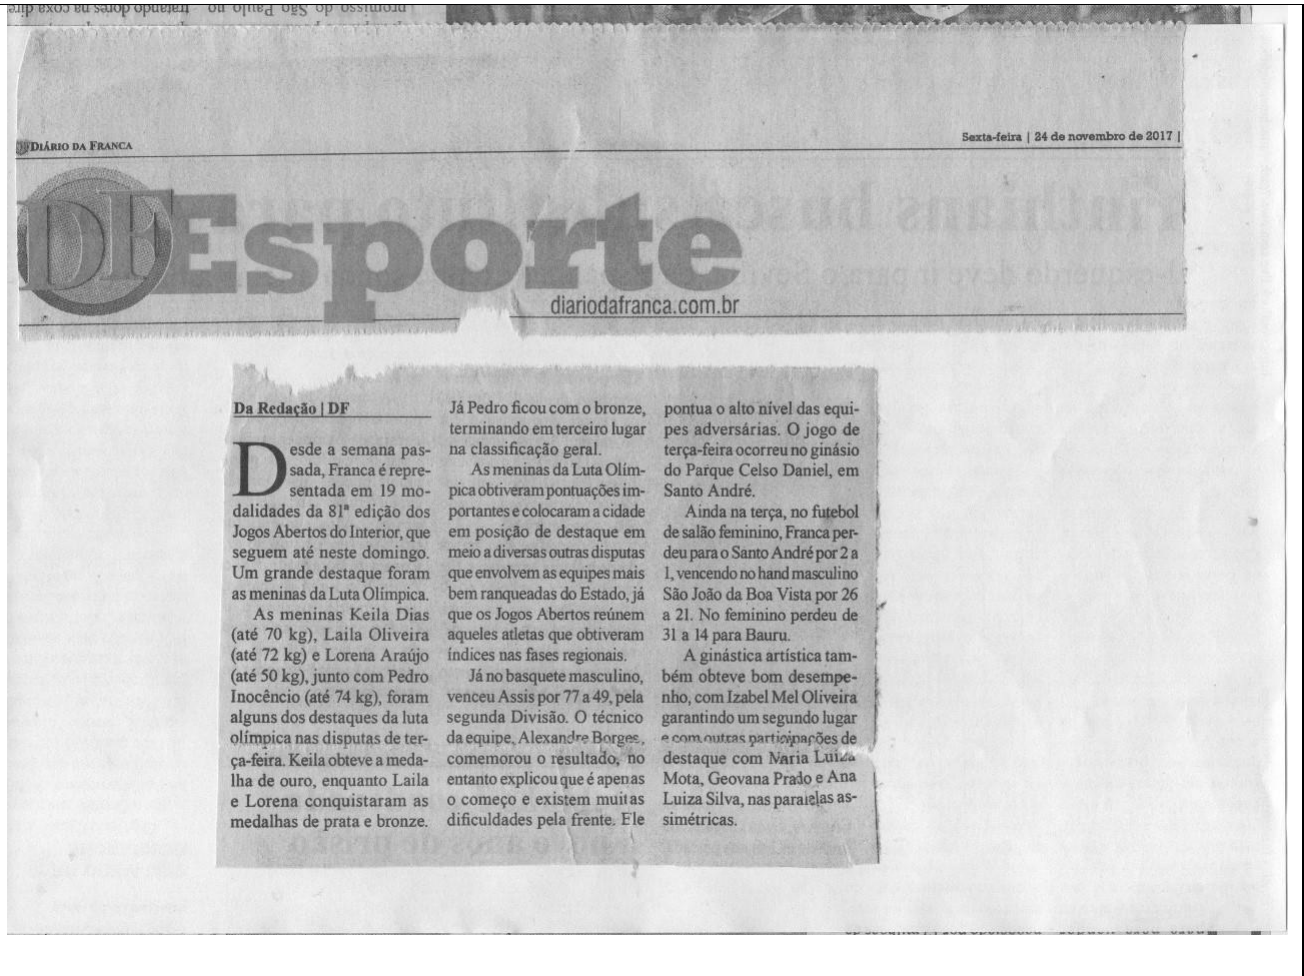 DIÁRIO DA FRANCA
Sexta-feira | 24 de novembro de 2017 |
DF Esporte
diariodafranca.com.br
Da Redação | DF
Desde a semana pas-
sada, Franca é repre-
sentada em 19 mo-
dalidades da 81ª edição dos
Jogos Abertos do Interior, que
seguem até neste domingo.
Um grande destaque foram
as meninas da Luta Olímpica.
As meninas Keila Dias
(até 70 kg), Laila Oliveira
(até 72 kg) e Lorena Araújo
(até 50 kg), junto com Pedro
Inocêncio (até 74 kg), foram
alguns dos destaques da luta
olímpica nas disputas de ter-
ça-feira. Keila obteve a meda-
lha de ouro, enquanto Laila
e Lorena conquistaram as
medalhas de prata e bronze.
Já Pedro ficou com o bronze,
terminando em terceiro lugar
na classificação geral.
As meninas da Luta Olím-
pica obtiveram pontuações im-
portantes e colocaram a cidade
em posição de destaque em
meio a diversas outras disputas
que envolvem as equipes mais
bem ranqueadas do Estado, já
que os Jogos Abertos reúnem
aqueles atletas que obtiveram
índices nas fases regionais.
Já no basquete masculino,
venceu Assis por 77 a 49, pela
segunda Divisão. O técnico
da equipe, Alexandre Borges,
comemorou o resultado, no
entanto explicou que é apenas
o começo e existem muitas
dificuldades pela frente. Ele
pontua o alto nível das equi-
pes adversárias. O jogo de
terça-feira ocorreu no ginásio
do Parque Celso Daniel, em
Santo André.
Ainda na terça, no futebol
de salão feminino, Franca per-
deu para o Santo André por 2 a
1, vencendo no hand masculino
São João da Boa Vista por 26
a 21. No feminino perdeu de
31 a 14 para Bauru.
A ginástica artística tam-
bém obteve bom desempe-
nho, com Izabel Mel Oliveira
garantindo um segundo lugar
e com outras participações de
destaque com Maria Luiza
Mota, Geovana Prado e Ana
Luiza Silva, nas paralelas as-
simétricas.